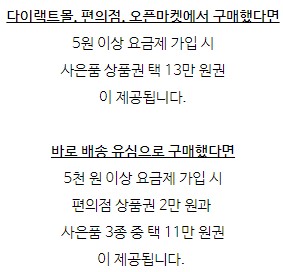 다이랙트몰, 편의점, 오픈마켓에서 구매했다면
5원 이상 요금제 가입 시
사은품 상품권 택 13만 원권
이 제공됩니다.
바로 배송 유심으로 구매했다면
5천 원 이상 요금제 가입 시
편의점 상품권 2만 원과
사은품 3종 중 택 11만 원권
이 제공됩니다.